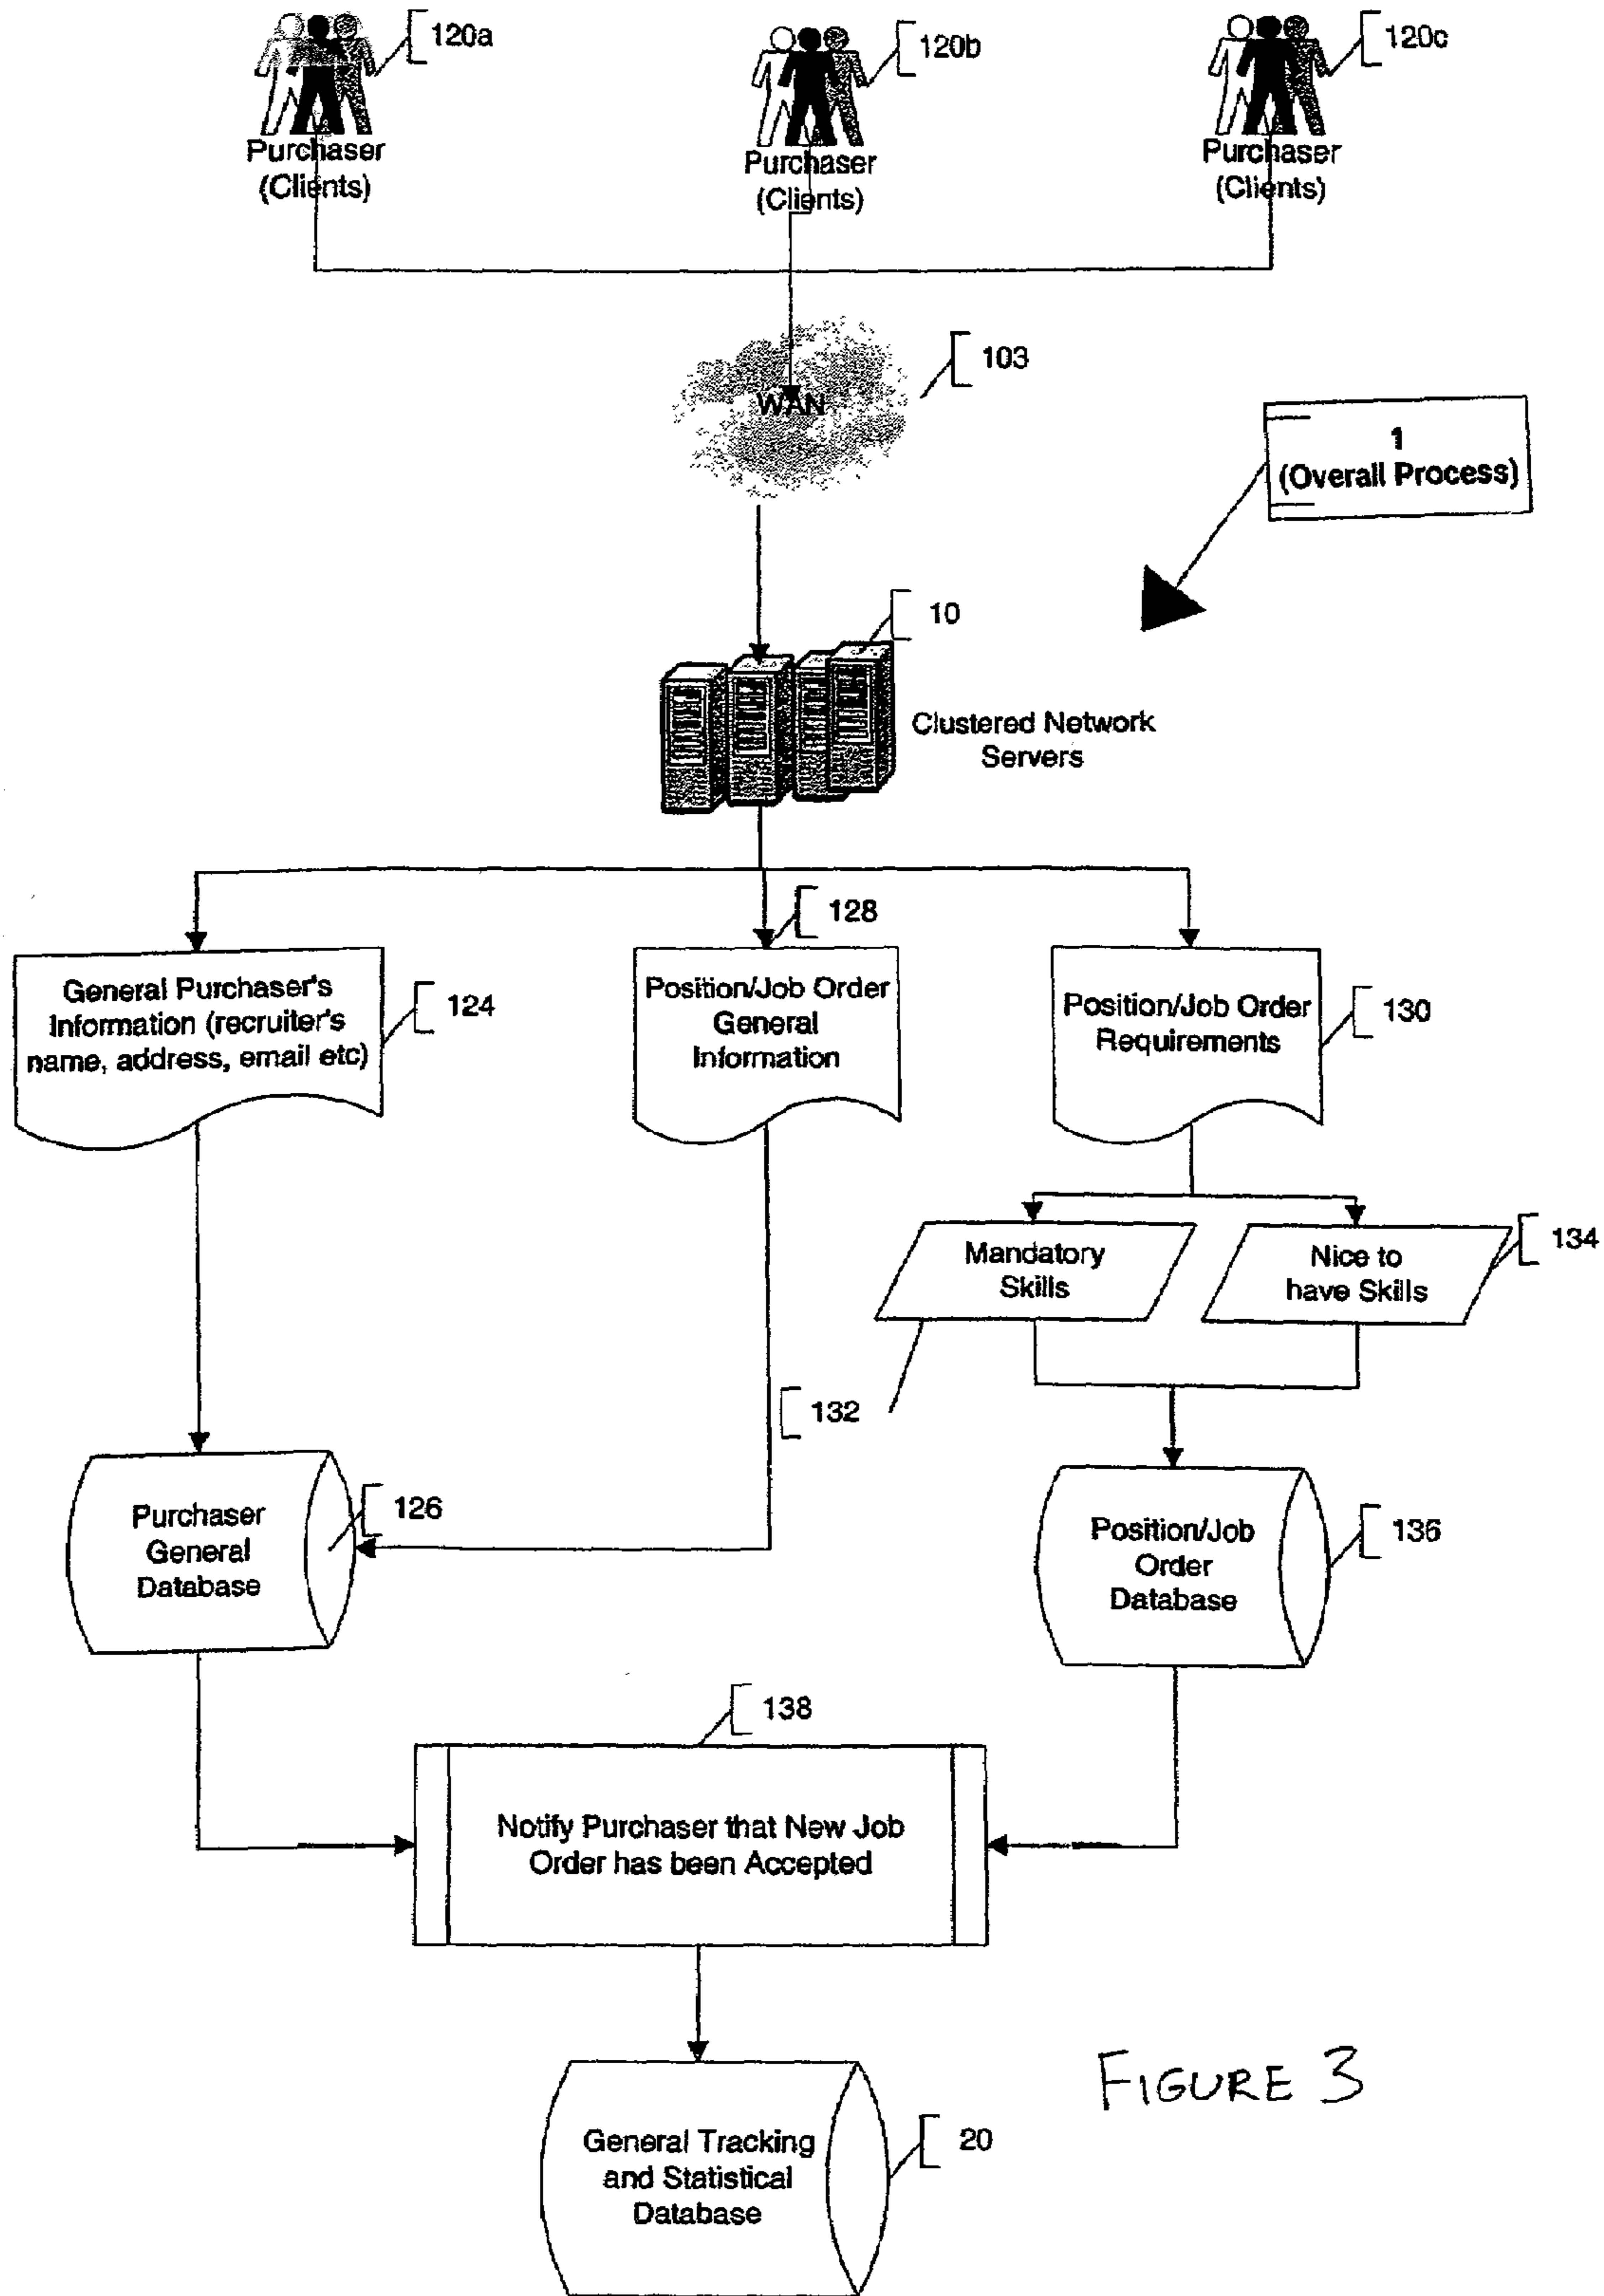 120a
120b
120c
Purchaser
(Clients)
Purchaser
(Clients)
Purchaser
(Clients)
103
WAN
1
(Overall Process)
10
Clustered Network
Servers
128
General Purchaser's
Information (recruiter's
name, address, email etc)
124
Position/Job Order
General
Information
Position/Job Order
Requirements
130
Mandatory
Skills
Nice to
have Skills
134
132
Purchaser
General
Database
126
Position/Job
Order
Database
136
138
Notify Purchaser that New Job
Order has been Accepted
General Tracking
and Statistical
Database
20
FIGURE 3